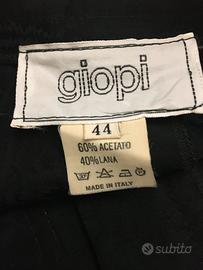 giopi
44
60% ACETATO
40% LANA
MADE IN ITALY
subito